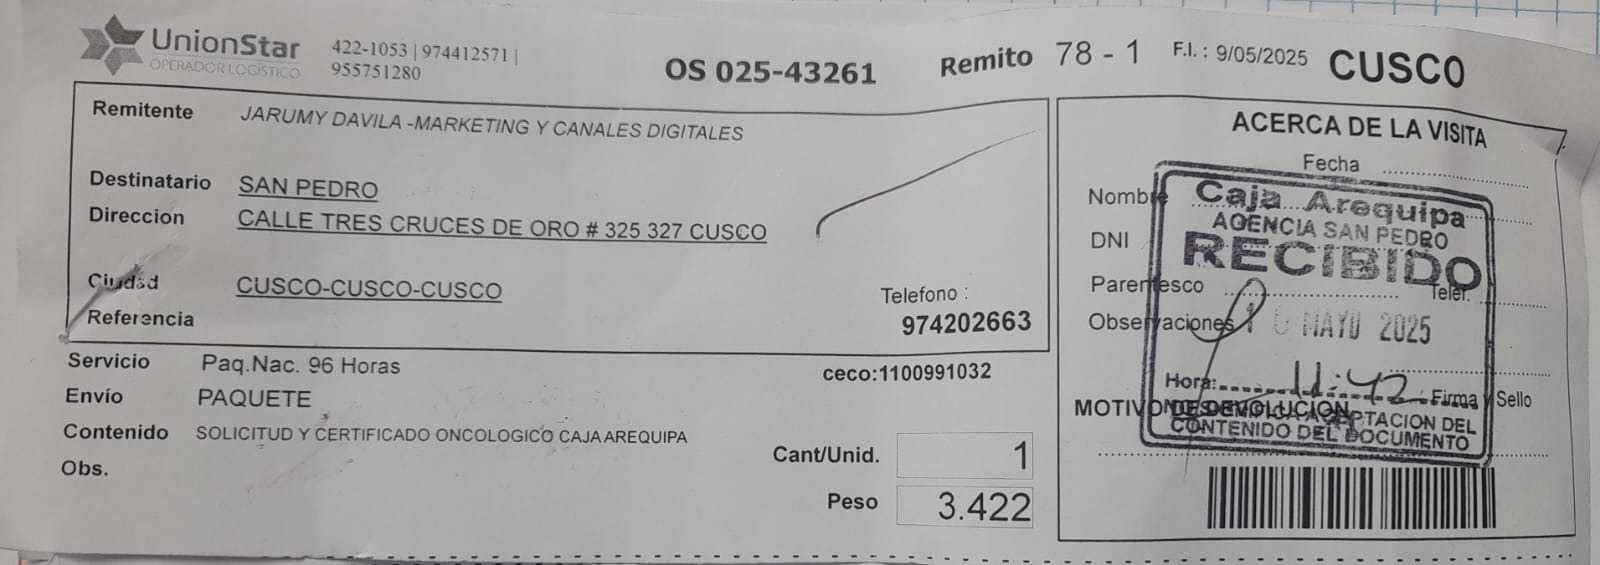 UnionStar
OPERADOR LOGÍSTICO
422-1053 | 974412571 |
955751280
OS 025-43261
Remito 78 - 1
F.I. : 9/05/2025
CUSCO
Remitente JARUMY DAVILA -MARKETING Y CANALES DIGITALES
Destinatario SAN PEDRO
Direccion CALLE TRES CRUCES DE ORO # 325 327 CUSCO
Ciudad CUSCO-CUSCO-CUSCO
Referencia
Telefono :
974202663
Servicio Paq.Nac. 96 Horas
ceco:1100991032
Envío PAQUETE
Contenido SOLICITUD Y CERTIFICADO ONCOLOGICO CAJA AREQUIPA
Obs.
Cant/Unid. 1
Peso 3.422
ACERCA DE LA VISITA
Fecha
Nombre
DNI
Parentesco
Telef.
Observaciones
Firma y Sello
MOTIVO DE DEVOLUCION
Caja Arequipa
AGENCIA SAN PEDRO
RECIBIDO
MAYO 2025
Hora: 11:42
CONTENIDO DEL DOCUMENTO